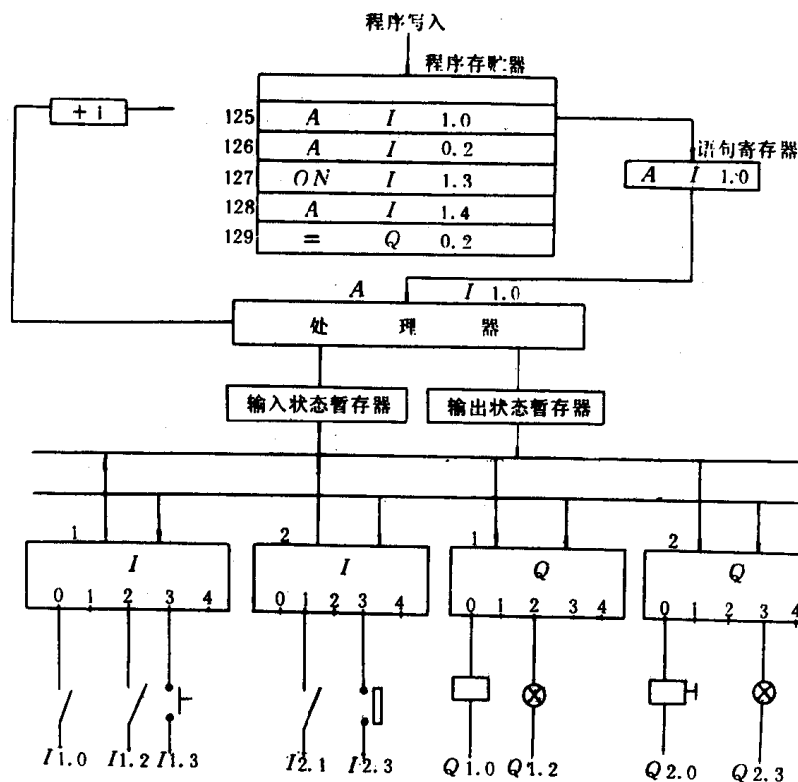 程序写入
程序存贮器
125 A I 1.0
126 A I 0.2
127 ON I 1.3
128 A I 1.4
129 = Q 0.2
+1
语句寄存器
A I 1.0
A I 1.0
处理器
输入状态暂存器
输出状态暂存器
1 I
0 1 2 3 4
2 I
0 1 2 3 4
1 Q
0 1 2 3 4
2 Q
0 1 2 3 4
I1.0 I1.2 I1.3
I2.1 I2.3
Q1.0 Q1.2
Q2.0 Q2.3